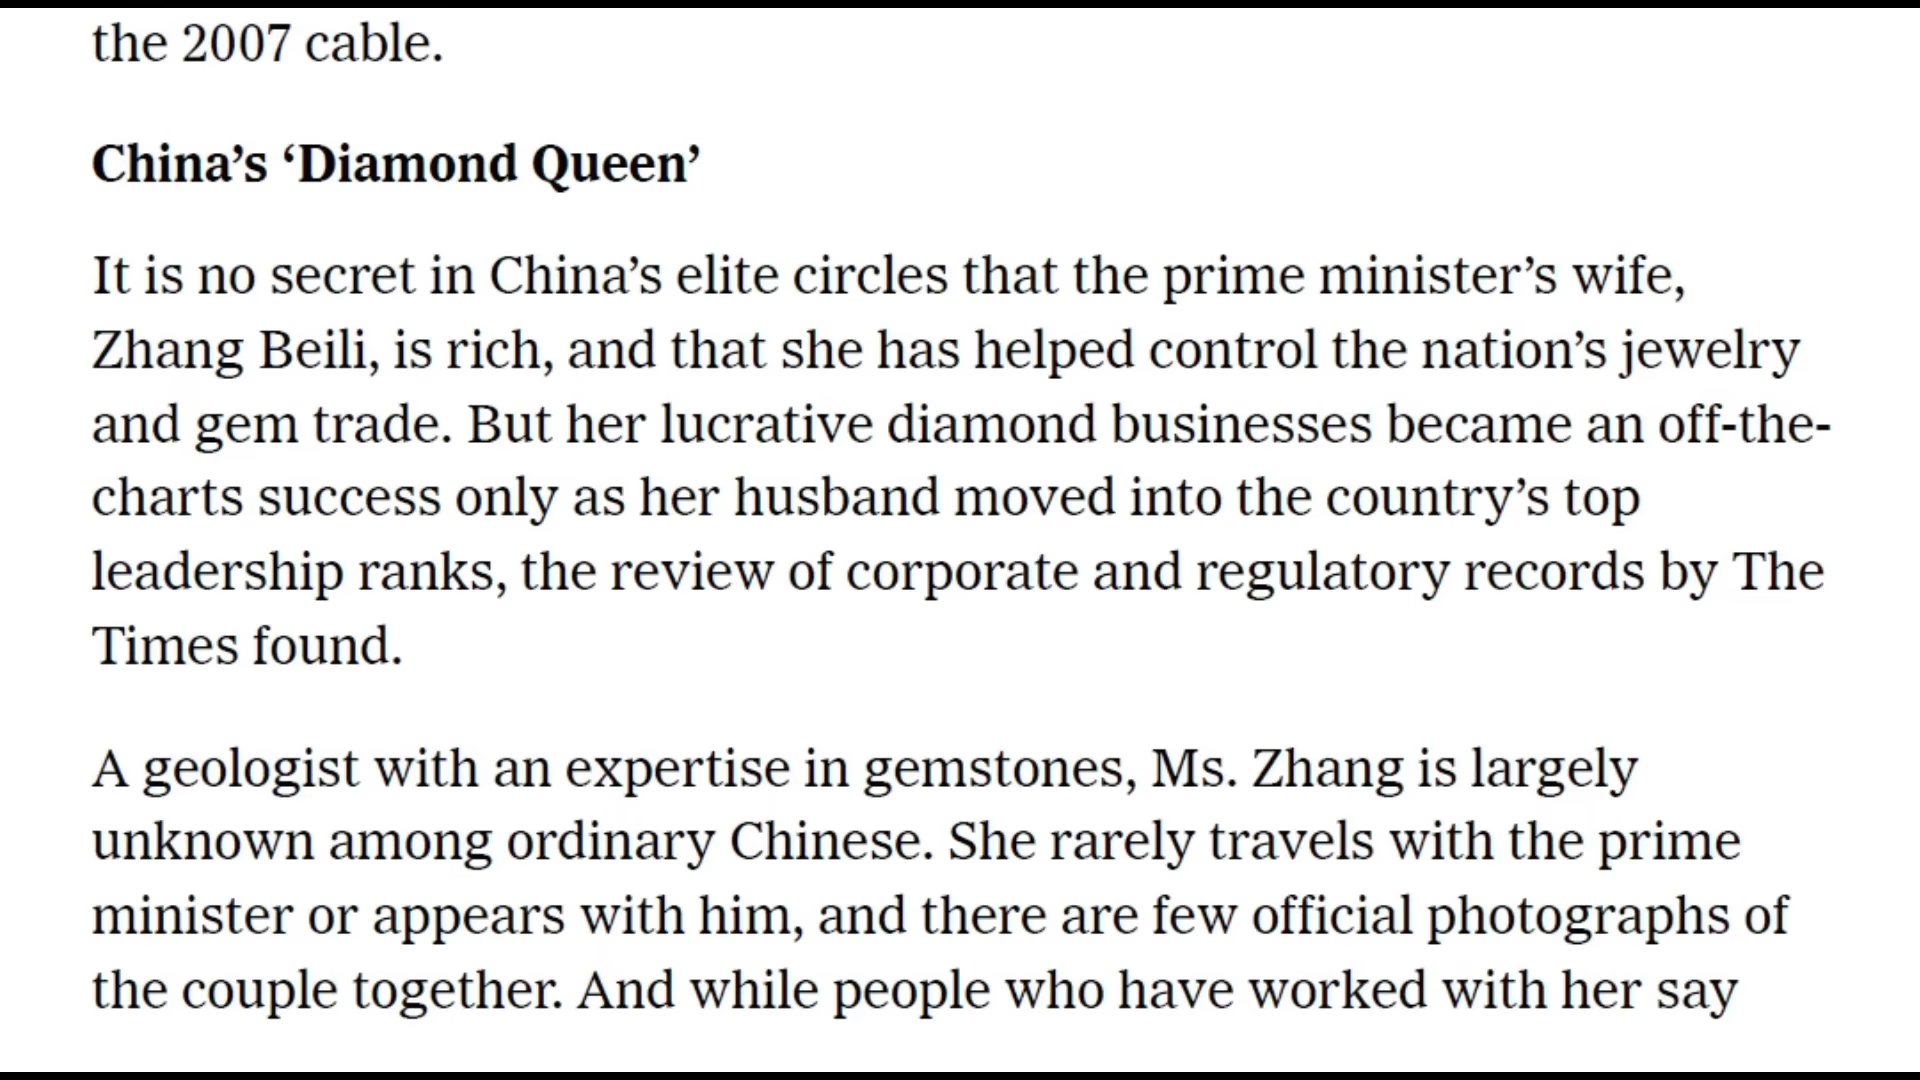 the 2007 cable.
China’s ‘Diamond Queen’
It is no secret in China’s elite circles that the prime minister’s wife,
Zhang Beili, is rich, and that she has helped control the nation’s jewelry
and gem trade. But her lucrative diamond businesses became an off-the-
charts success only as her husband moved into the country’s top
leadership ranks, the review of corporate and regulatory records by The
Times found.
A geologist with an expertise in gemstones, Ms. Zhang is largely
unknown among ordinary Chinese. She rarely travels with the prime
minister or appears with him, and there are few official photographs of
the couple together. And while people who have worked with her say